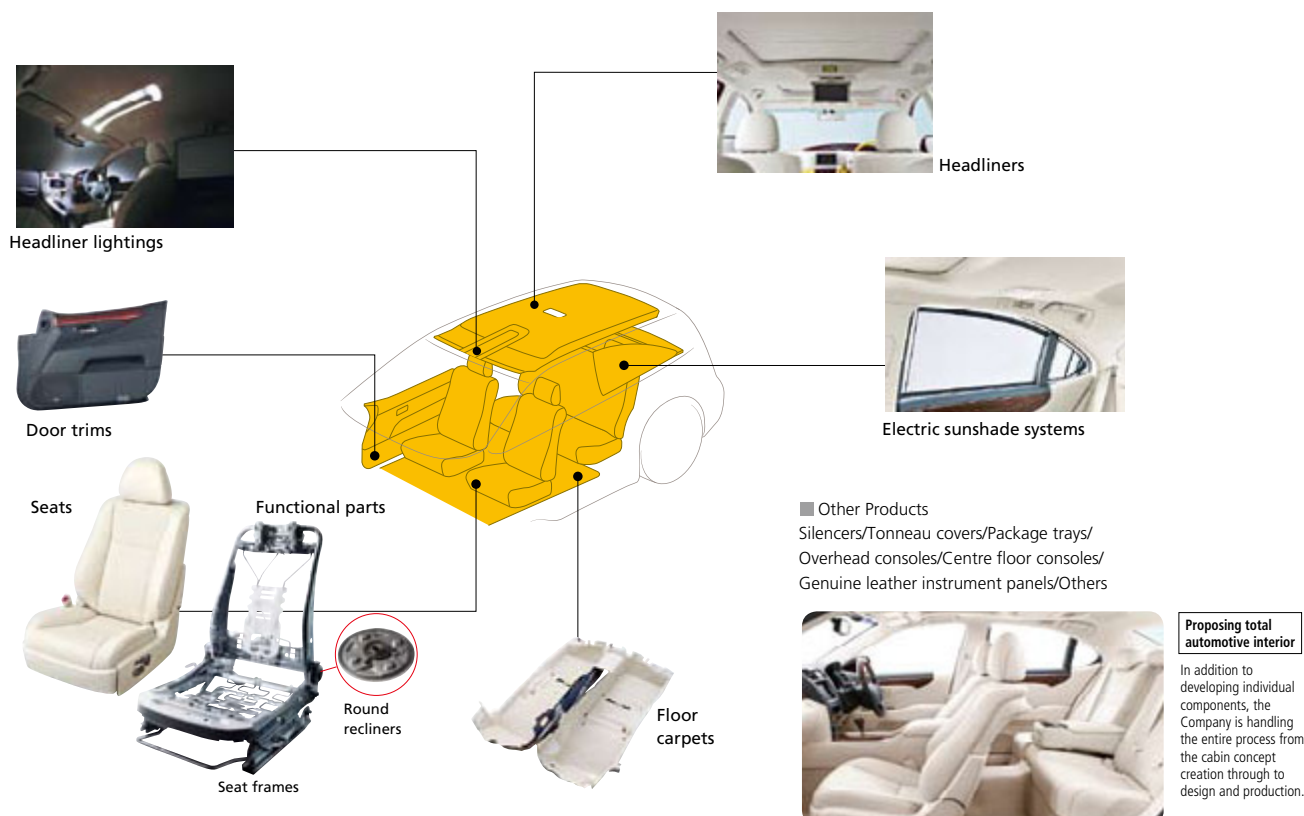 Headliners
Headliner lightings
Door trims
Electric sunshade systems
Seats
Functional parts
Round
recliners
Seat frames
Floor
carpets
Other Products
Silencers/Tonneau covers/Package trays/
Overhead consoles/Centre floor consoles/
Genuine leather instrument panels/Others
Proposing total
automotive interior
In addition to
developing individual
components, the
Company is handling
the entire process from
the cabin concept
creation through to
design and production.